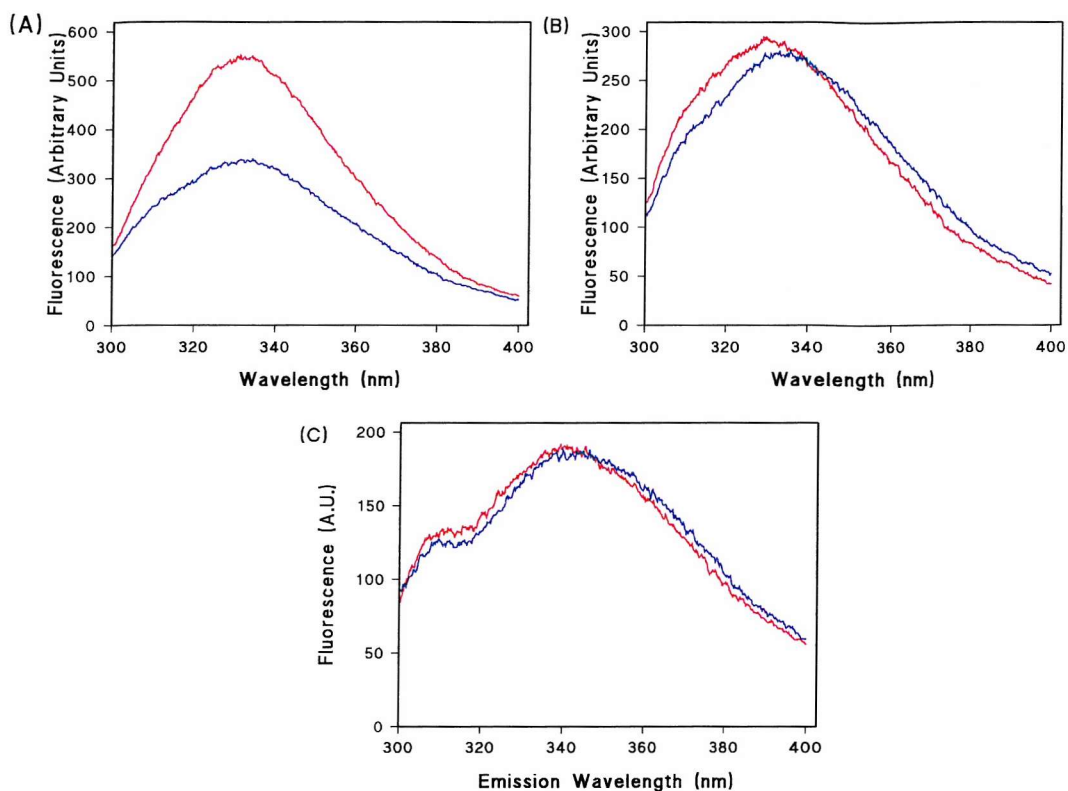 (A)
Fluorescence (Arbitrary Units)
600
500
400
300
200
100
0
300 320 340 360 380 400
Wavelength (nm)
(B)
Fluorescence (Arbitrary Units)
300
250
200
150
100
50
0
300 320 340 360 380 400
Wavelength (nm)
(C)
Fluorescence (A.U.)
200
150
100
50
0
300 320 340 360 380 400
Emission Wavelength (nm)